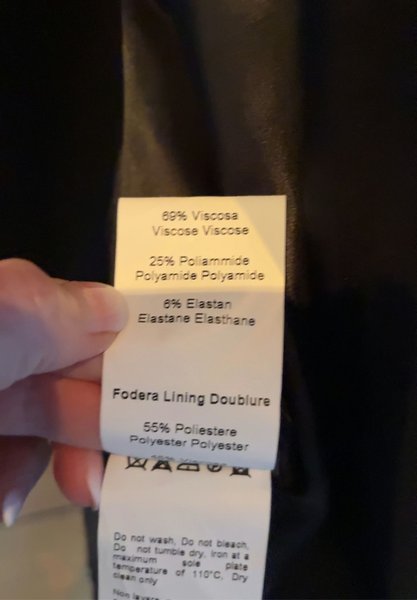 69% Viscosa
Viscose Viscose
25% Poliammide
Polyamide Polyamide
6% Elastan
Elastane Elasthane
Fodera Lining Doublure
55% Poliestere
Polyester Polyester
Do not wash, Do not bleach,
Do not tumble dry, Iron at a
maximum sole plate
temperature of 110°C, Dry
clean only
Non